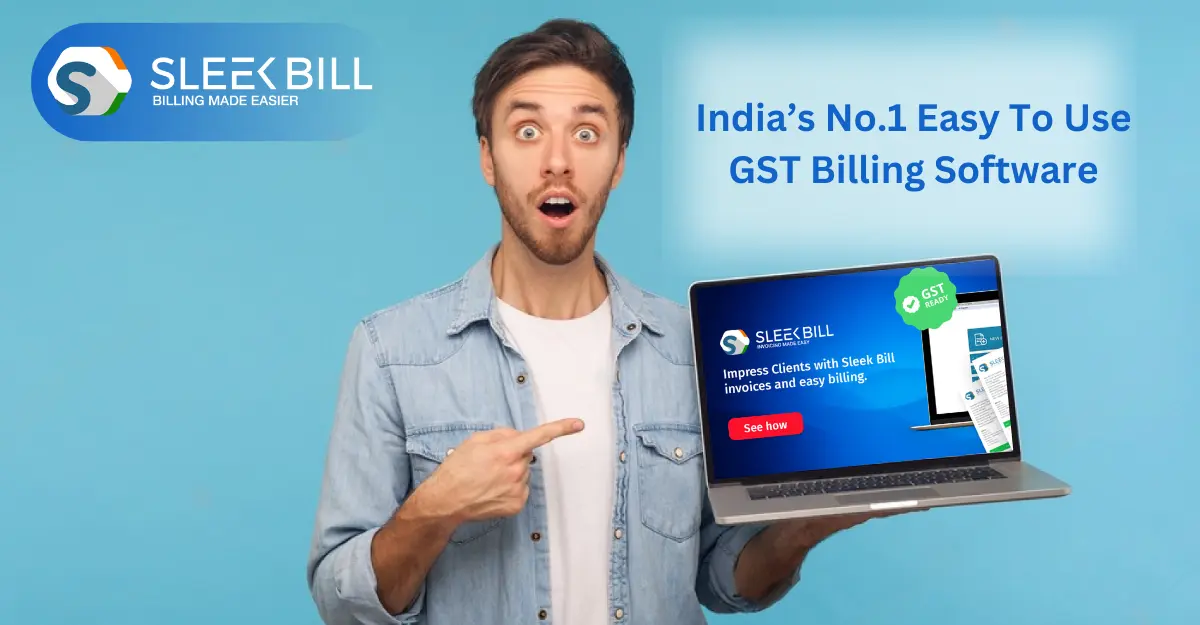 SLEEK BILL
BILLING MADE EASIER
India’s No.1 Easy To Use
GST Billing Software
GST
READY
SLEEK BILL
INVOICING MADE EASY
Impress Clients with Sleek Bill
invoices and easy billing.
See how